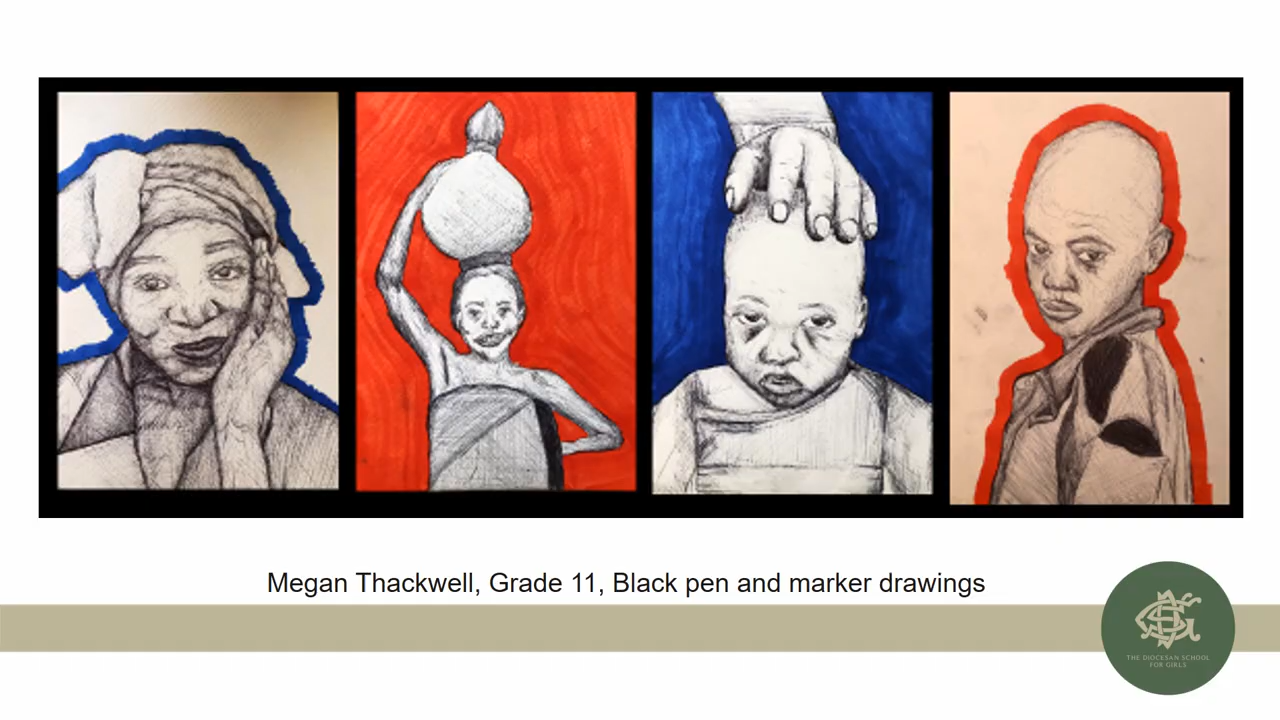 Megan Thackwell, Grade 11, Black pen and marker drawings
THE DIOCESAN SCHOOL
FOR GIRLS